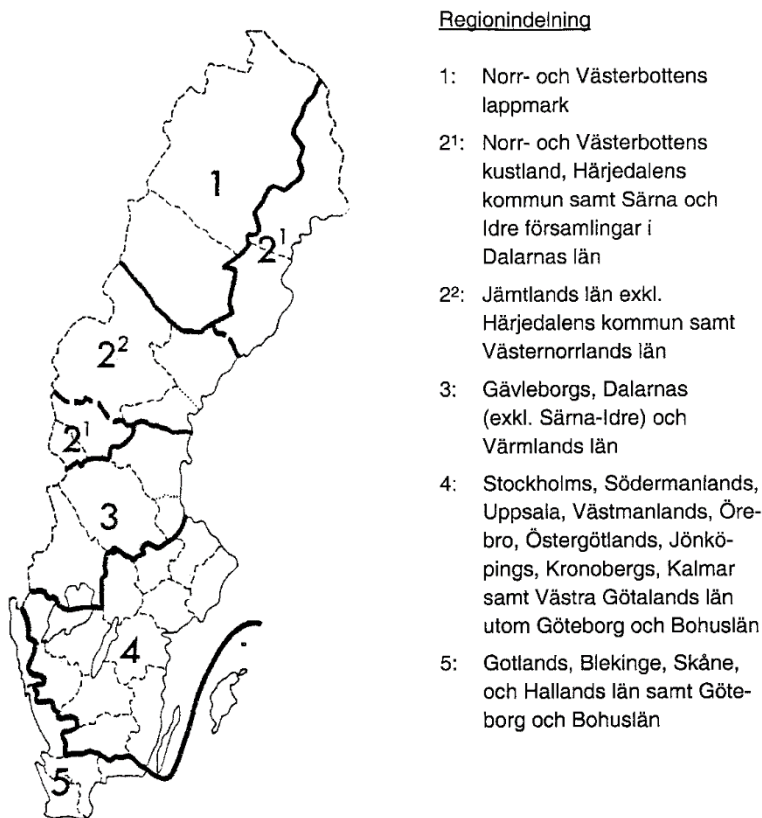 Regionindelning
1: Norr- och Västerbottens
lappmark
2¹: Norr- och Västerbottens
kustland, Härjedalens
kommun samt Särna och
Idre församlingar i
Dalarnas län
2²: Jämtlands län exkl.
Härjedalens kommun samt
Västernorrlands län
3: Gävleborgs, Dalarnas
(exkl. Särna-Idre) och
Värmlands län
4: Stockholms, Södermanlands,
Uppsala, Västmanlands, Öre-
bro, Östergötlands, Jönkö-
pings, Kronobergs, Kalmar
samt Västra Götalands län
utom Göteborg och Bohuslän
5: Gotlands, Blekinge, Skåne,
och Hallands län samt Göte-
borg och Bohuslän
1
2¹
2²
2¹
3
4
5